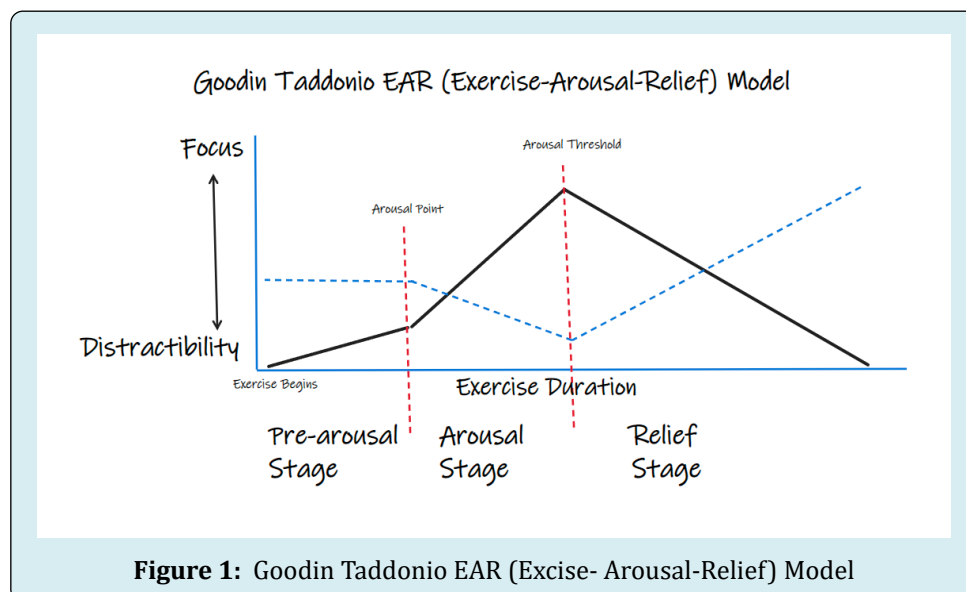 Goodin Taddonio EAR (Exercise-Arousal-Relief) Model
Focus
Arousal Threshold
Arousal Point
Distractibility
Exercise Begins
Exercise Duration
Pre-arousal
Stage
Arousal
Stage
Relief
Stage
Figure 1: Goodin Taddonio EAR (Excise- Arousal-Relief) Model